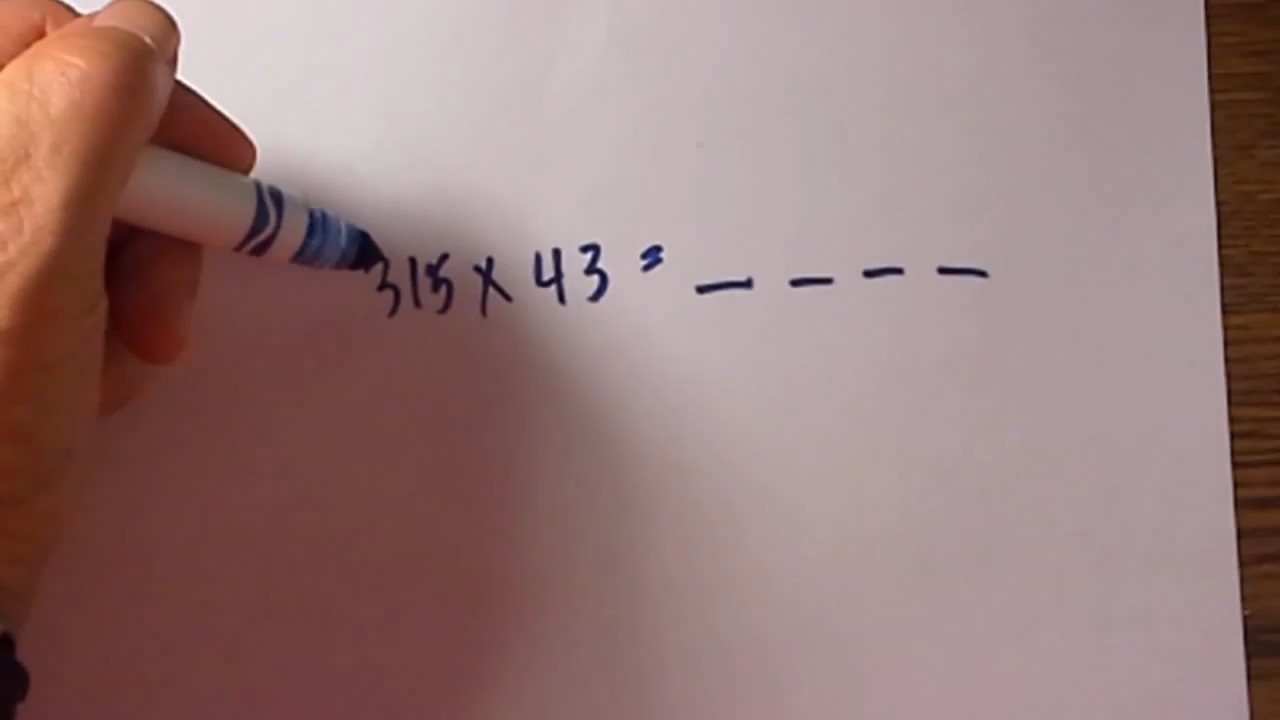 315 x 43 = _ _ _ _